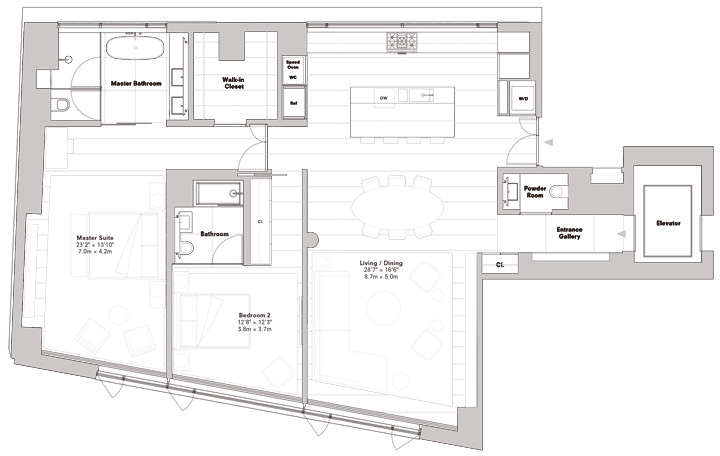 Master Bathroom
Walk-in
Closet
Speed
Oven
WC
Ref
DW
W/D
Powder
Room
Entrance
Gallery
Elevator
Cl.
Bathroom
CL
Master Suite
23'2" × 13'10"
7.0m × 4.2m
Living / Dining
28'7" × 16'6"
8.7m × 5.0m
Bedroom 2
12'8" × 12'3"
3.8m × 3.7m